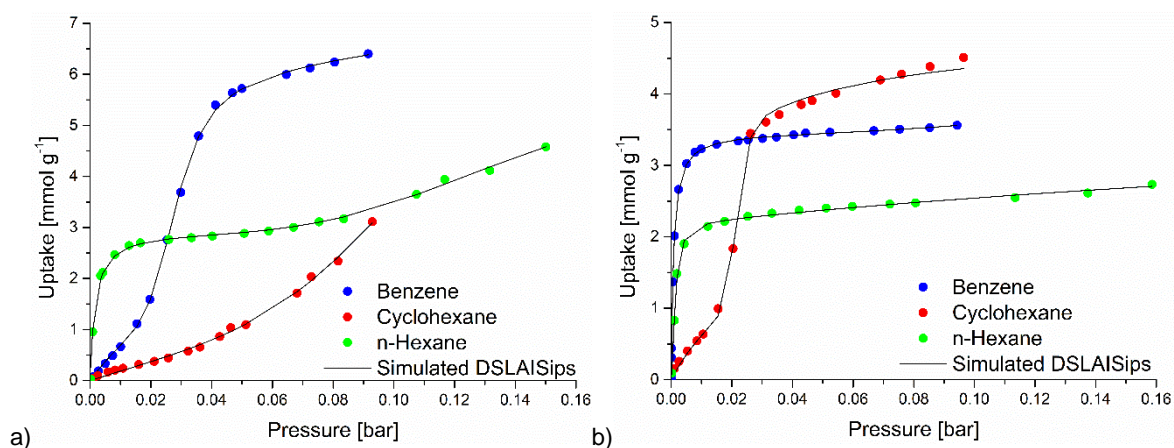 7
6
5
4
3
2
1
0
Uptake [mmol g⁻¹]
Benzene
Cyclohexane
n-Hexane
Simulated DSLAISips
0.00 0.02 0.04 0.06 0.08 0.10 0.12 0.14 0.16
Pressure [bar]
a)
5
4
3
2
1
0
Uptake [mmol g⁻¹]
Benzene
Cyclohexane
n-Hexane
Simulated DSLAISips
0.00 0.02 0.04 0.06 0.08 0.10 0.12 0.14 0.16
Pressure [bar]
b)